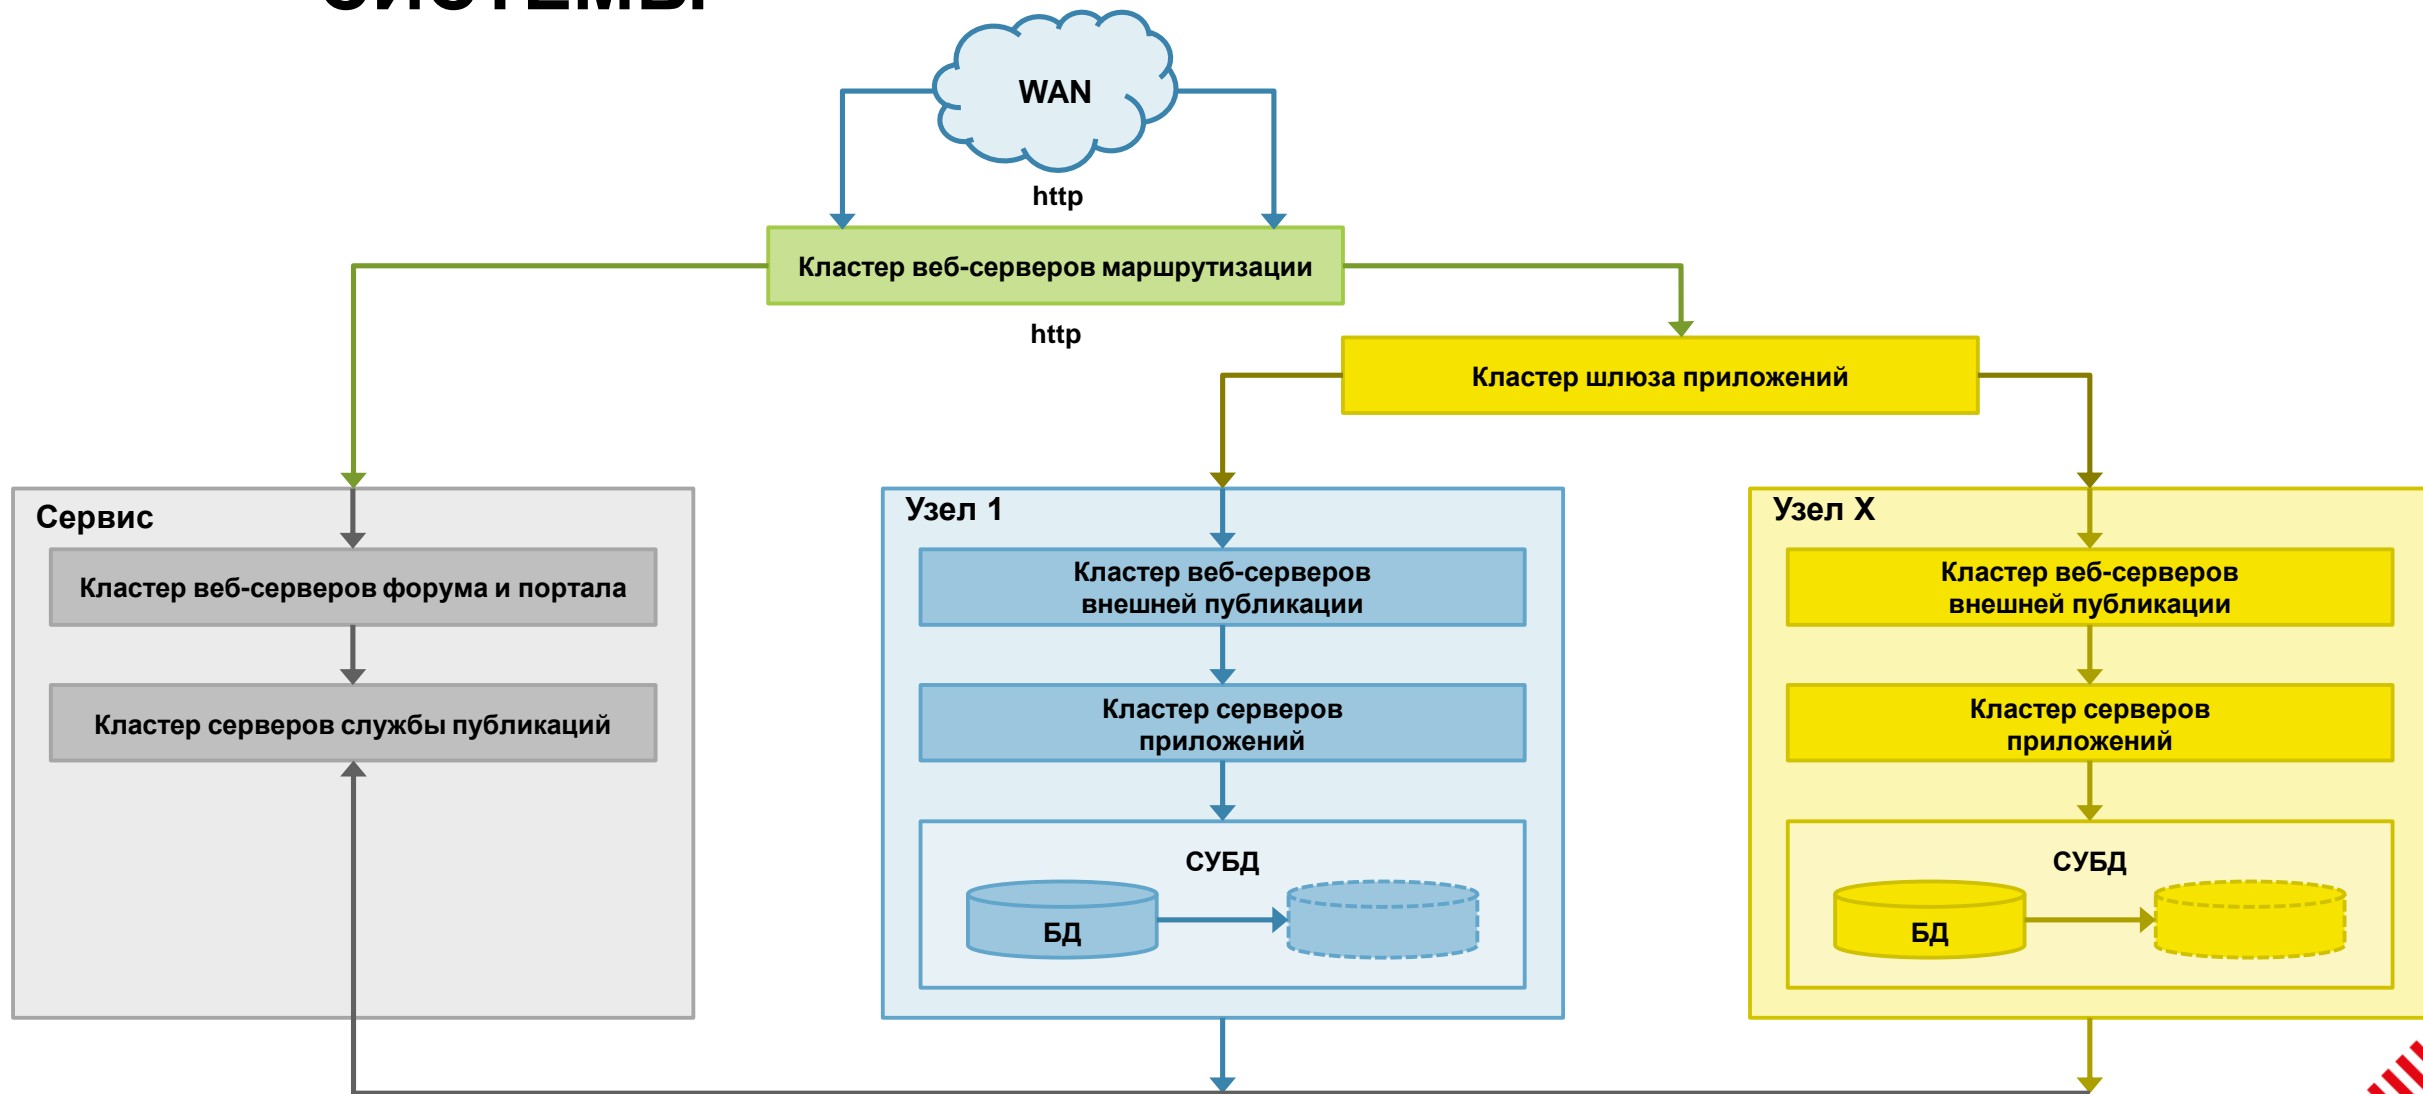 СИСТЕМЫ
WAN
http
Кластер веб-серверов маршрутизации
http
Кластер шлюза приложений
Сервис
Кластер веб-серверов форума и портала
Кластер серверов службы публикаций
Узел 1
Кластер веб-серверов
внешней публикации
Кластер серверов
приложений
СУБД
БД
Узел X
Кластер веб-серверов
внешней публикации
Кластер серверов
приложений
СУБД
БД